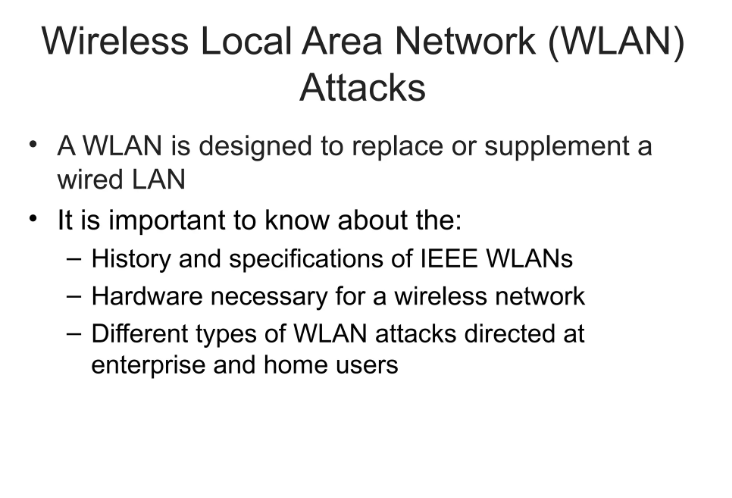 Wireless Local Area Network (WLAN)
Attacks
• A WLAN is designed to replace or supplement a
wired LAN
• It is important to know about the:
– History and specifications of IEEE WLANs
– Hardware necessary for a wireless network
– Different types of WLAN attacks directed at
enterprise and home users